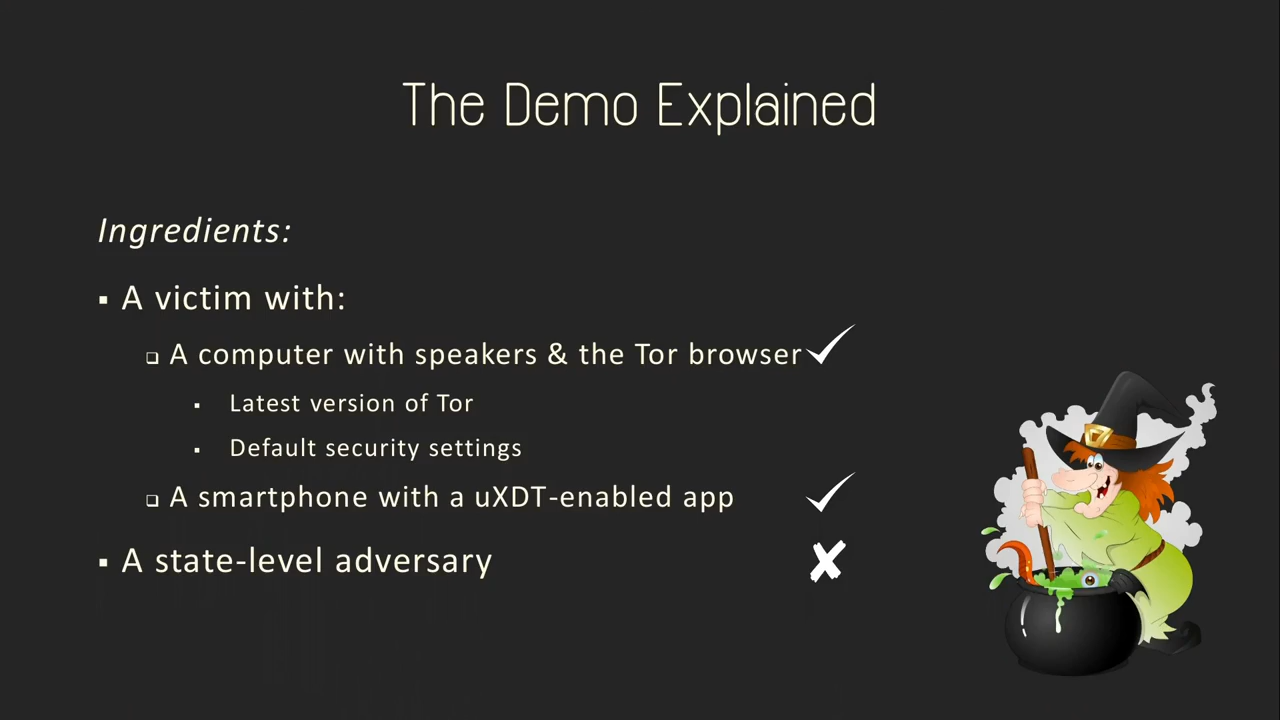 The Demo Explained
Ingredients:
A victim with:
A computer with speakers & the Tor browser
Latest version of Tor
Default security settings
A smartphone with a uXDT-enabled app
A state-level adversary